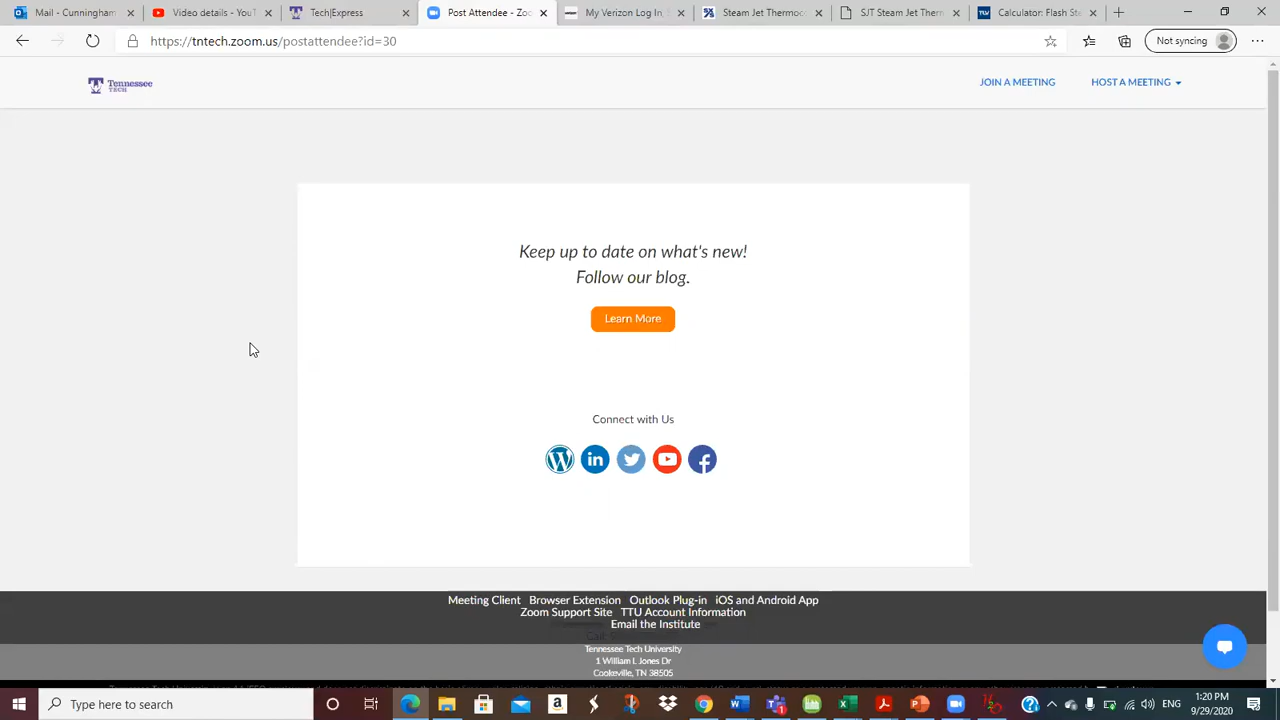 Mail - Cunningham
Video details - YouT
Tech|Express
Post Attendee - Zoo
My Verizon Log In, S
Steam Jet Thermoc
SJT Steam Jet Therm
TLV
Calculator: Flash Ste
https://tntech.zoom.us/postattendee?id=30
Not syncing
Tennessee
TECH
JOIN A MEETING
HOST A MEETING
Keep up to date on what's new!
Follow our blog.
Learn More
Connect with Us
Meeting Client Browser Extension Outlook Plug-in iOS and Android App
Zoom Support Site TTU Account Information
Email the Institute
Tennessee Tech University
1 William L Jones Dr
Cookeville, TN 38505
Type here to search
ENG
1:20 PM
9/29/2020